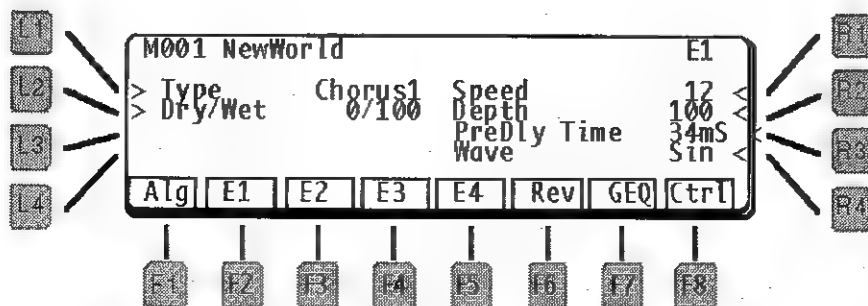 L1
L2
L3
L4
M001 NewWorld E1
> Type Chorus1 Speed 12 <
> Dry/Wet 0/100 Depth 100 <
PreDly Time 34mS <
Wave Sin <
Alg E1 E2 E3 E4 Rev GEQ Ctrl
R1
R2
R3
R4
F1 F2 F3 F4 F5 F6 F7 F8